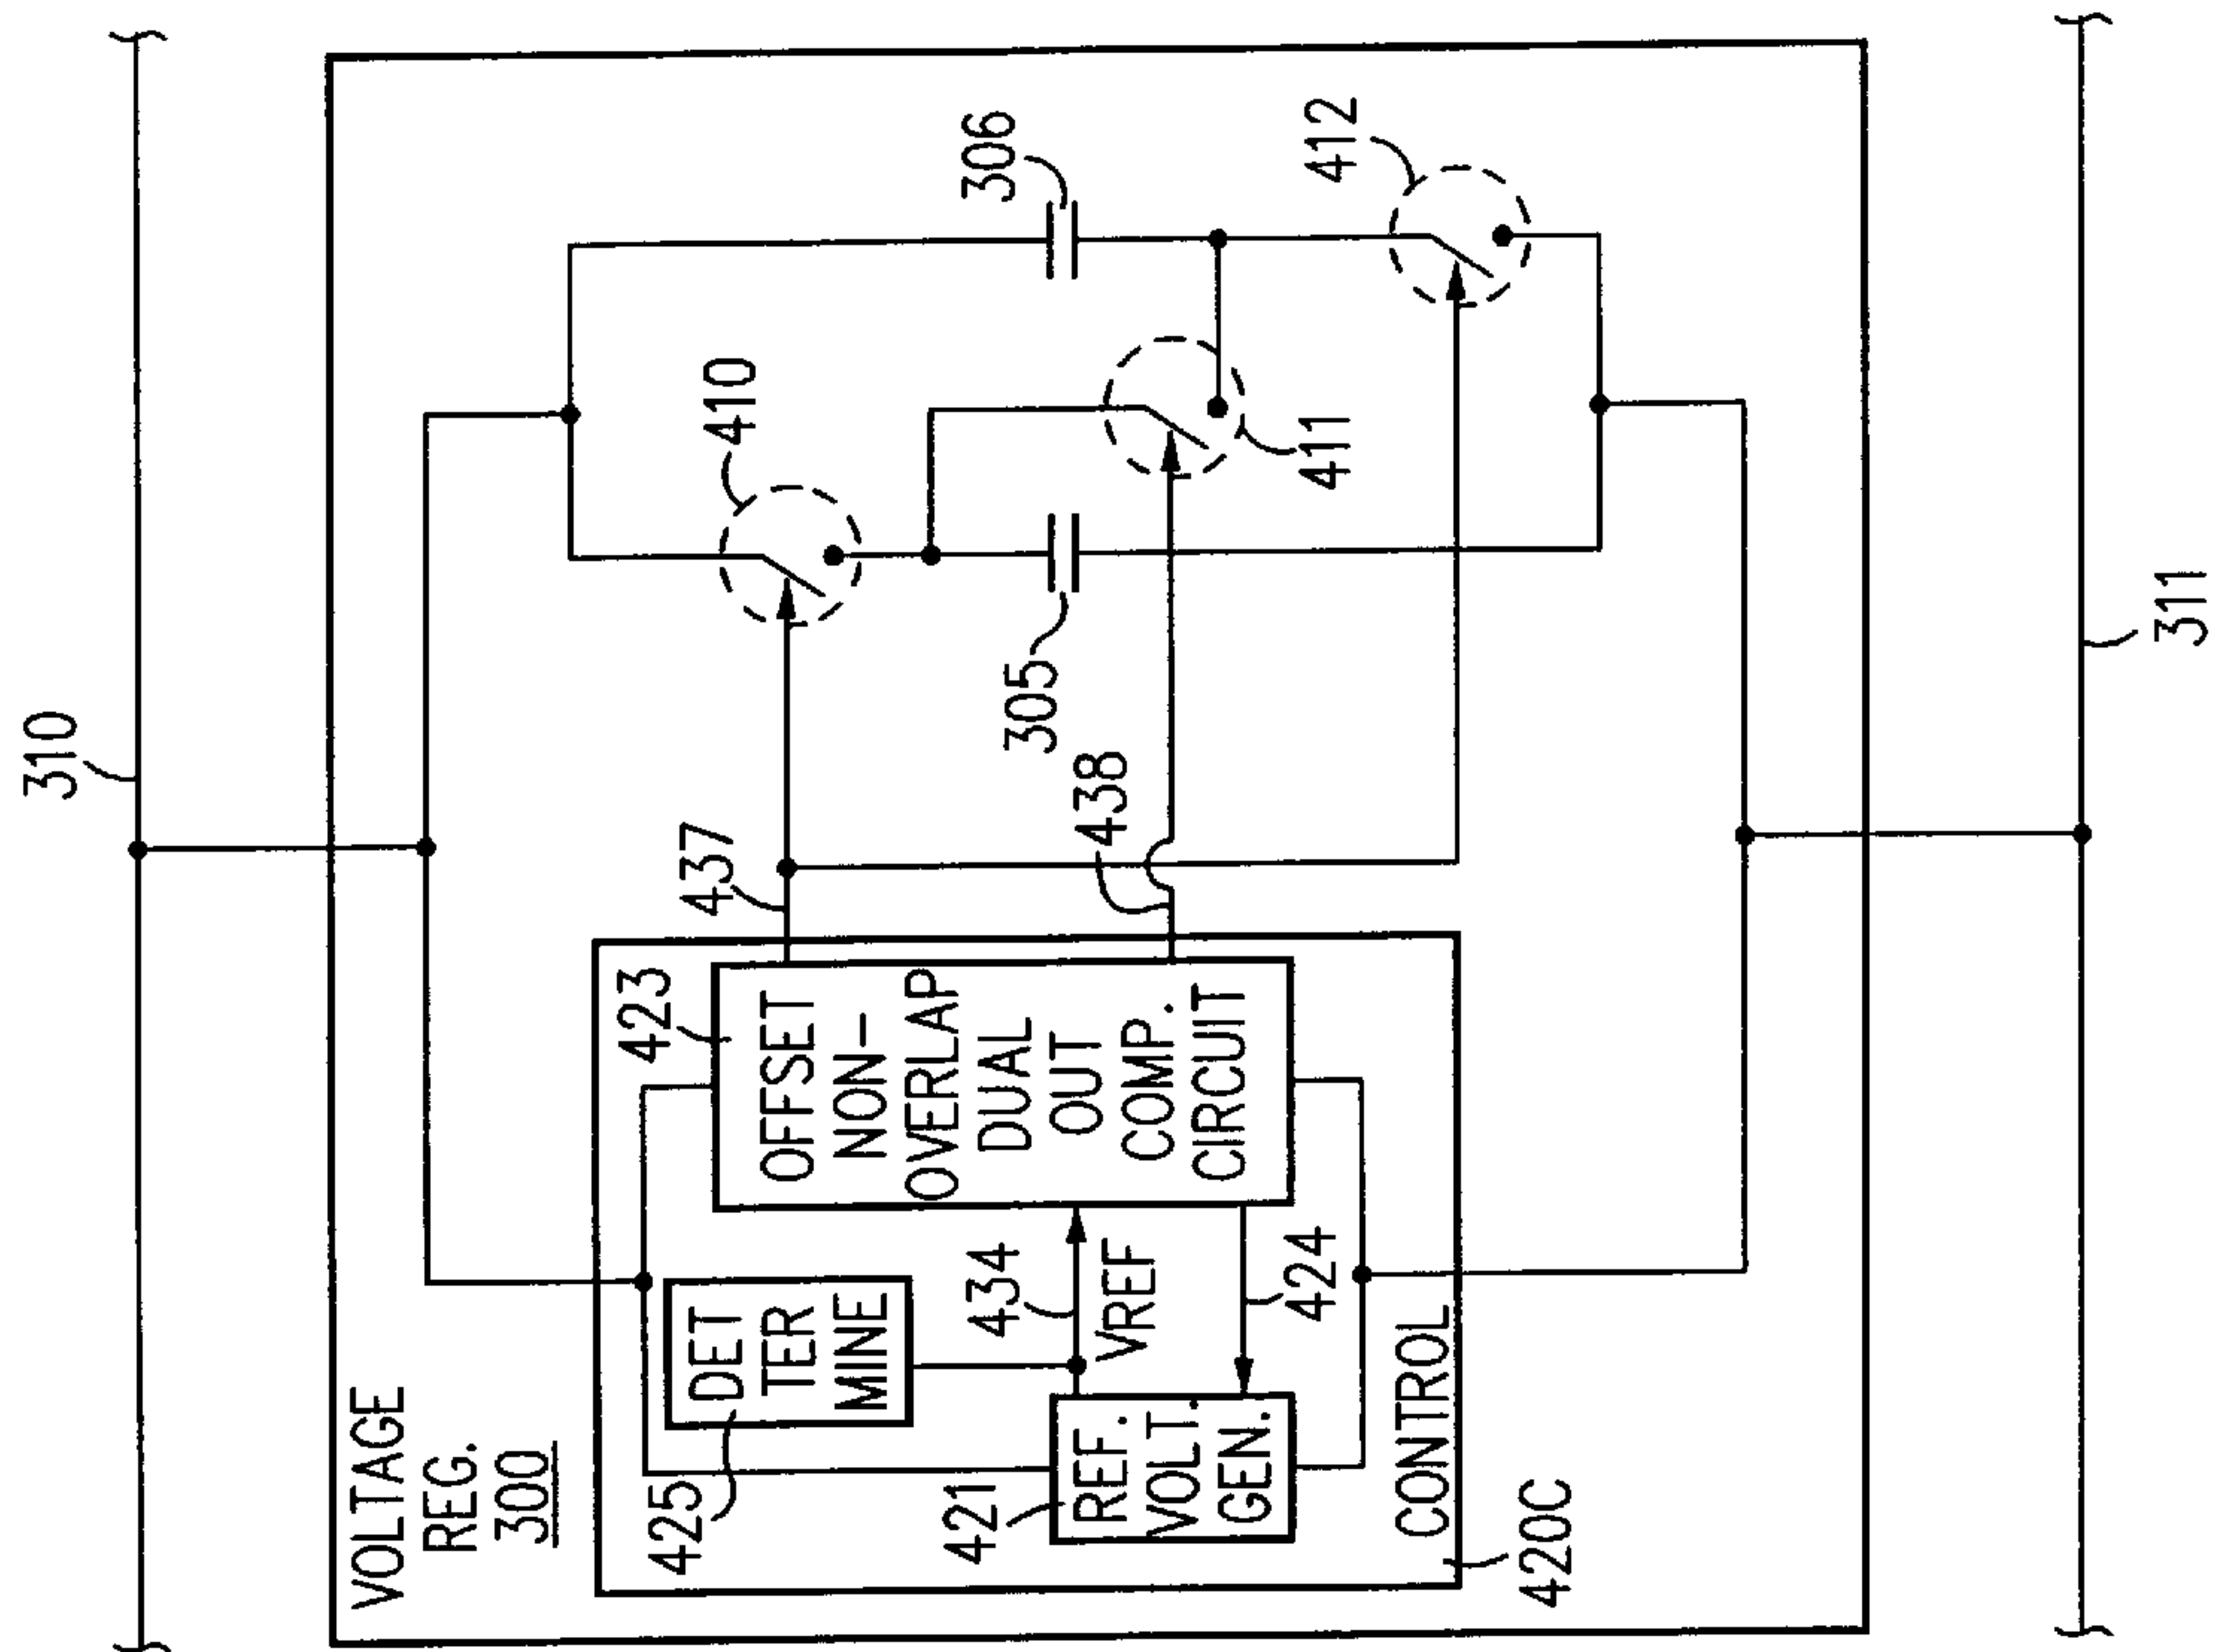 310
VOLTAGE
REG.
300
425
DET
TER
MINE
421
REF.
VOLT.
GEN.
434
VREF
424
423
OFFSET
NON-
OVERLAP
DUAL
OUT
COMP.
CIRCUIT
CONTROL
420C
437
438
410
305
306
411
412
311